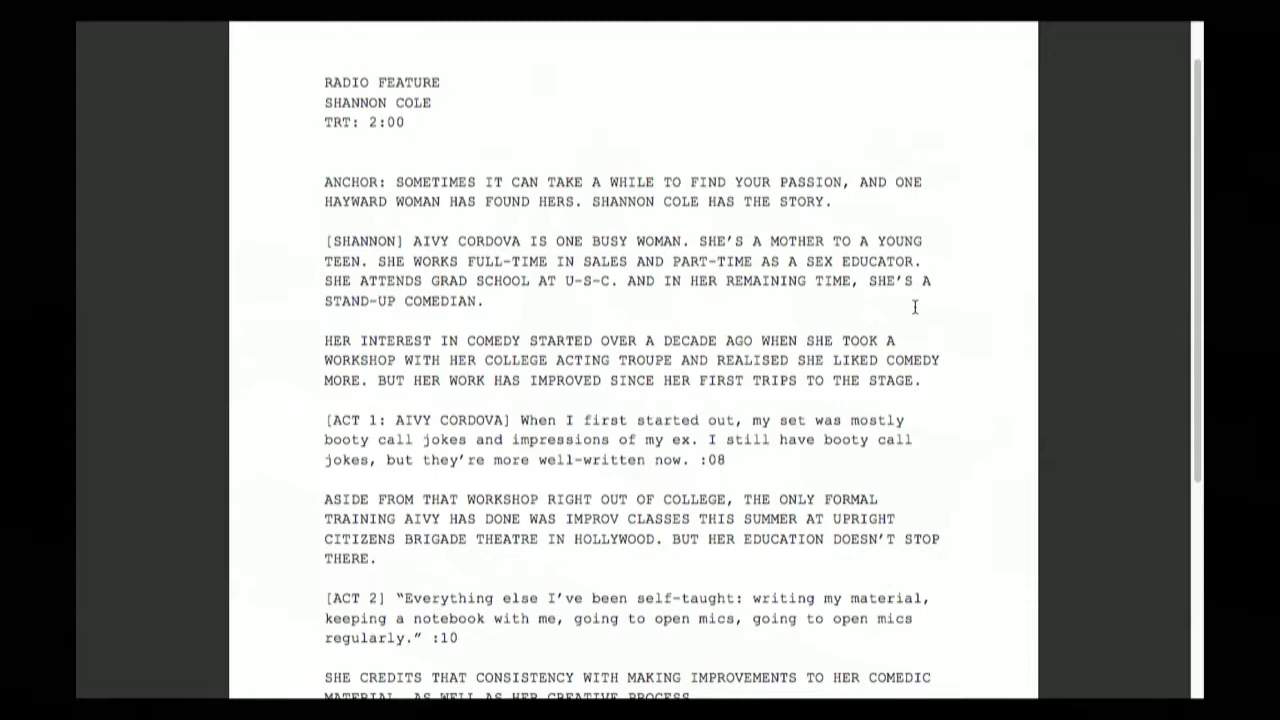 RADIO FEATURE
SHANNON COLE
TRT: 2:00
ANCHOR: SOMETIMES IT CAN TAKE A WHILE TO FIND YOUR PASSION, AND ONE
HAYWARD WOMAN HAS FOUND HERS. SHANNON COLE HAS THE STORY.
[SHANNON] AIVY CORDOVA IS ONE BUSY WOMAN. SHE'S A MOTHER TO A YOUNG
TEEN. SHE WORKS FULL-TIME IN SALES AND PART-TIME AS A SEX EDUCATOR.
SHE ATTENDS GRAD SCHOOL AT U-S-C. AND IN HER REMAINING TIME, SHE'S A
STAND-UP COMEDIAN.
HER INTEREST IN COMEDY STARTED OVER A DECADE AGO WHEN SHE TOOK A
WORKSHOP WITH HER COLLEGE ACTING TROUPE AND REALISED SHE LIKED COMEDY
MORE. BUT HER WORK HAS IMPROVED SINCE HER FIRST TRIPS TO THE STAGE.
[ACT 1: AIVY CORDOVA] When I first started out, my set was mostly
booty call jokes and impressions of my ex. I still have booty call
jokes, but they're more well-written now. :08
ASIDE FROM THAT WORKSHOP RIGHT OUT OF COLLEGE, THE ONLY FORMAL
TRAINING AIVY HAS DONE WAS IMPROV CLASSES THIS SUMMER AT UPRIGHT
CITIZENS BRIGADE THEATRE IN HOLLYWOOD. BUT HER EDUCATION DOESN'T STOP
THERE.
[ACT 2] "Everything else I've been self-taught: writing my material,
keeping a notebook with me, going to open mics, going to open mics
regularly." :10
SHE CREDITS THAT CONSISTENCY WITH MAKING IMPROVEMENTS TO HER COMEDIC
MATERIAL, AS WELL AS HER CREATIVE PROCESS.